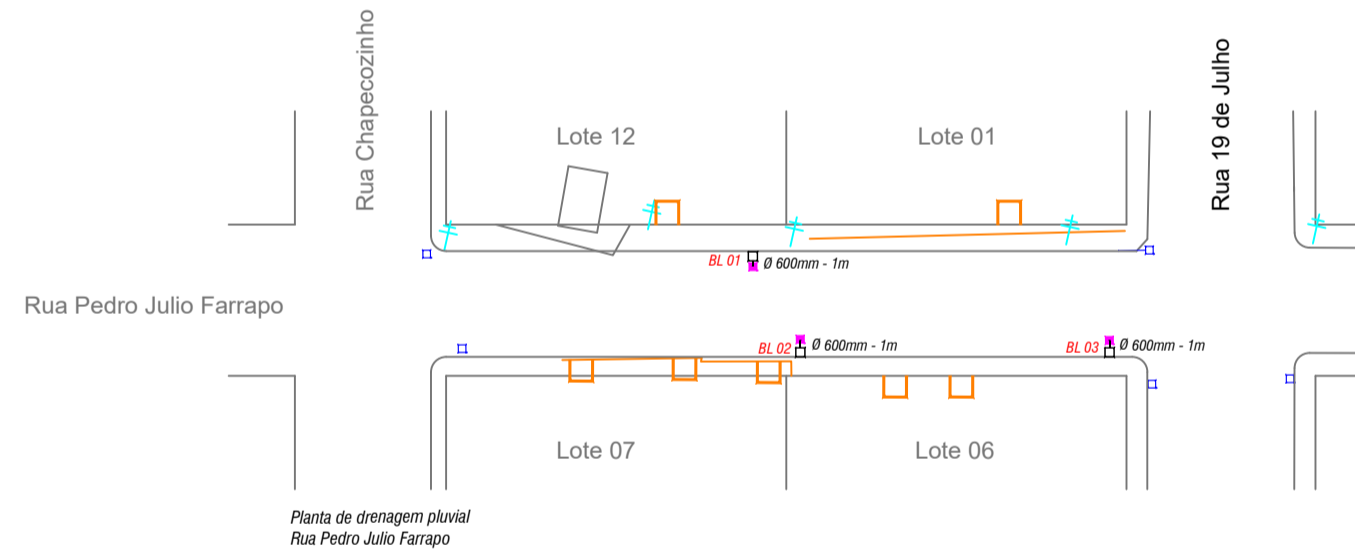 Rua Chapecozinho
Rua 19 de Julho
Lote 12
Lote 01
BL 01
Ø 600mm - 1m
Rua Pedro Julio Farrapo
BL 02
Ø 600mm - 1m
BL 03
Ø 600mm - 1m
Lote 07
Lote 06
Planta de drenagem pluvial
Rua Pedro Julio Farrapo